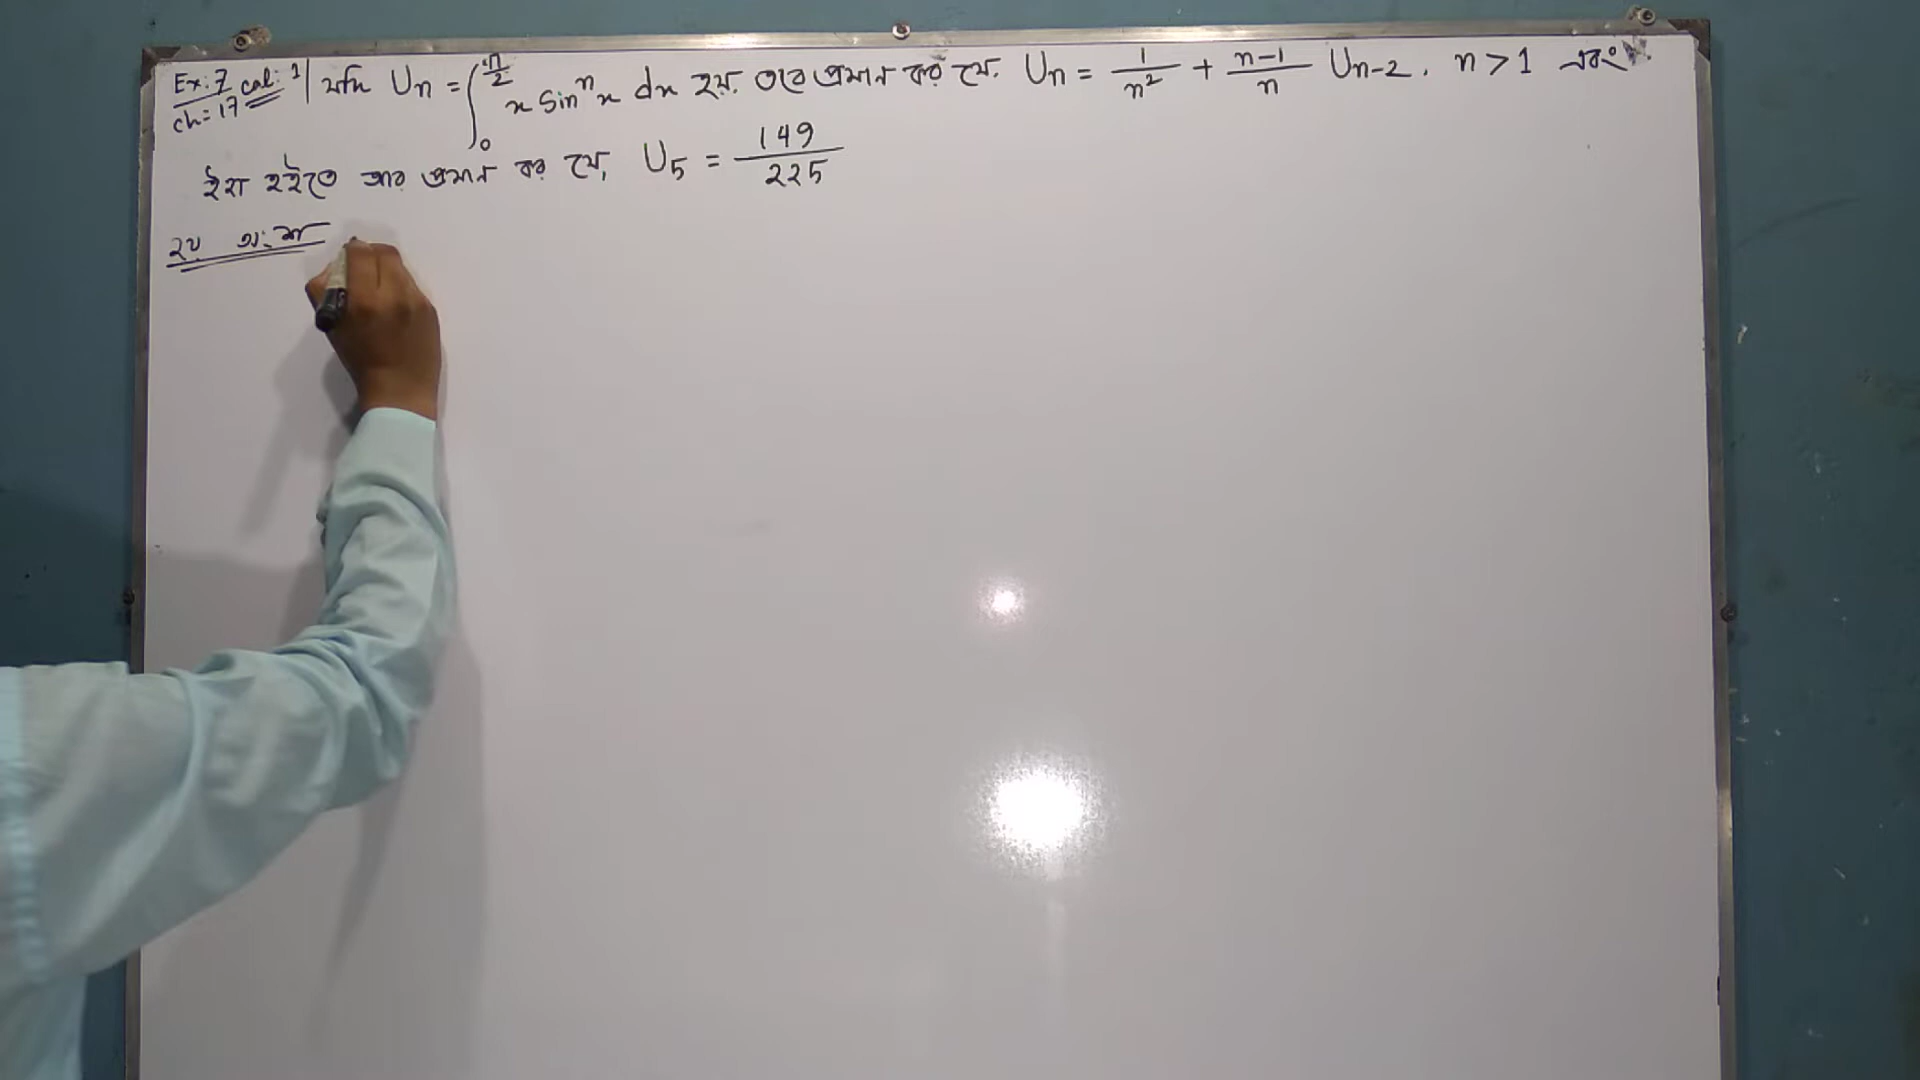 Ex: 7 cal: 1 | যদি Uₙ = ∫₀^(π/2) x Sinⁿx dx হয়. তবে প্রমান কর যে. Uₙ = 1/n² + (n-1)/n Uₙ₋₂. n > 1 এবং
ch: 17
ইহা হইতে আর প্রমান কর যে, U₅ = 149/225
২য় অংশ